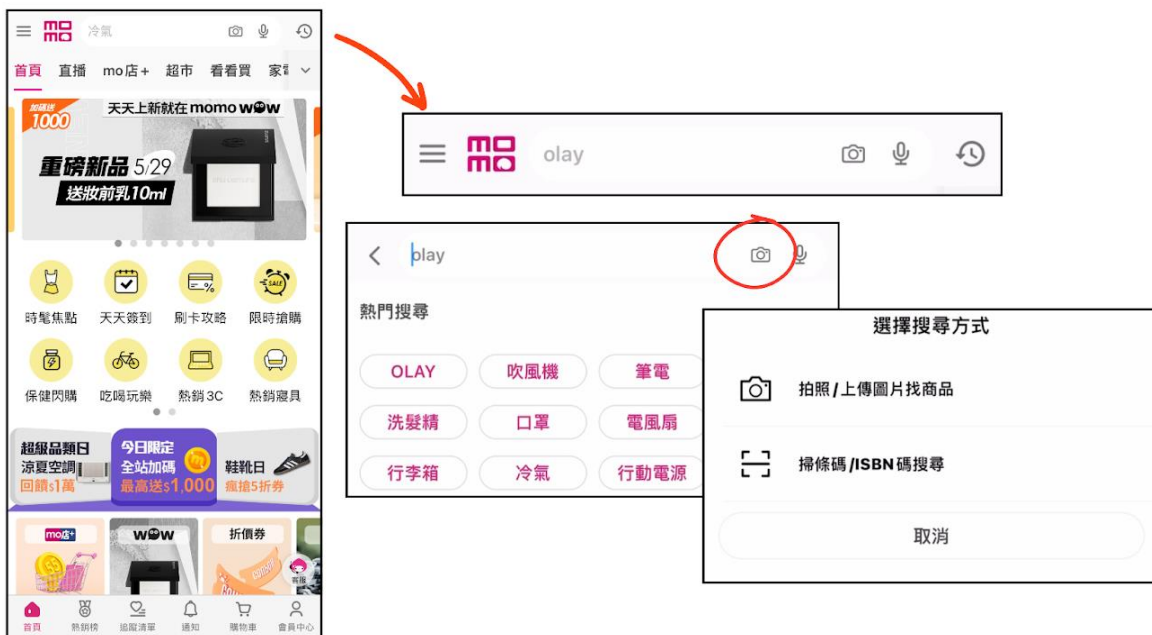 momo
冷氣
首頁 直播 mo店+ 超市 看看買 家電
加碼送
1000
天天上新就在 momo WOW
重磅新品 5/29
送妝前乳10ml
時髦焦點 天天簽到 刷卡攻略 限時搶購
SALE
保健閃購 吃喝玩樂 熱銷3C 熱銷寢具
超級品類日
涼夏空調
回饋$1萬
今日限定
全站加碼
最高送$1,000
鞋靴日
瘋搶5折券
mo店+
WOW
折價券
客服
首頁 熱銷榜 追蹤清單 通知 購物車 會員中心
momo
olay
olay
熱門搜尋
OLAY 吹風機 筆電
洗髮精 口罩 電風扇
行李箱 冷氣 行動電源
選擇搜尋方式
拍照/上傳圖片找商品
掃條碼/ISBN碼搜尋
取消